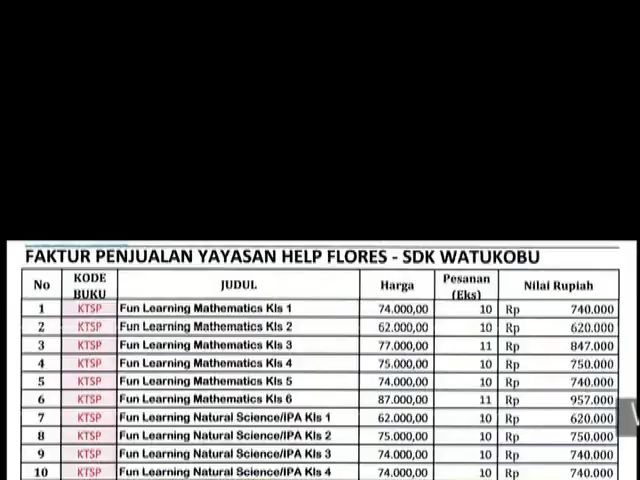 FAKTUR PENJUALAN YAYASAN HELP FLORES - SDK WATUKOBU
No KODE BUKU JUDUL Harga Pesanan (Eks) Nilai Rupiah
1 KTSP Fun Learning Mathematics Kls 1 74.000,00 10 Rp 740.000
2 KTSP Fun Learning Mathematics Kls 2 62.000,00 10 Rp 620.000
3 KTSP Fun Learning Mathematics Kls 3 77.000,00 11 Rp 847.000
4 KTSP Fun Learning Mathematics Kls 4 75.000,00 10 Rp 750.000
5 KTSP Fun Learning Mathematics Kls 5 74.000,00 10 Rp 740.000
6 KTSP Fun Learning Mathematics Kls 6 87.000,00 11 Rp 957.000
7 KTSP Fun Learning Natural Science/IPA Kls 1 62.000,00 10 Rp 620.000
8 KTSP Fun Learning Natural Science/IPA Kls 2 75.000,00 10 Rp 750.000
9 KTSP Fun Learning Natural Science/IPA Kls 3 74.000,00 10 Rp 740.000
10 KTSP Fun Learning Natural Science/IPA Kls 4 74.000,00 10 Rp 740.000